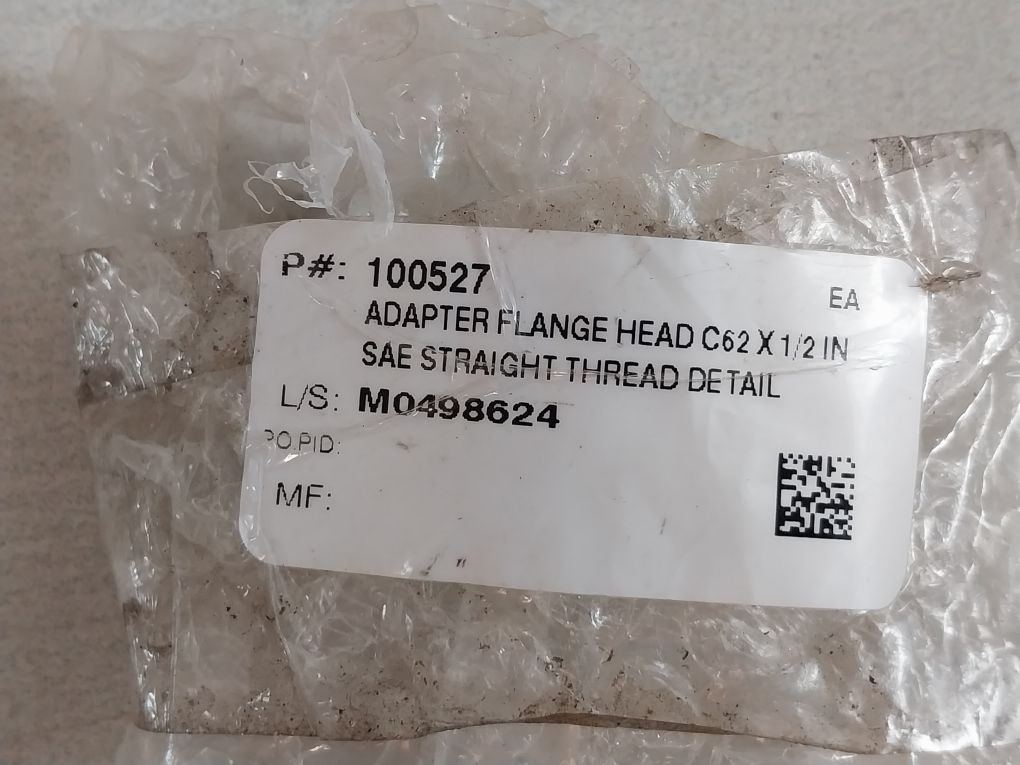 P#: 100527
EA
ADAPTER FLANGE HEAD C62 X 1/2 IN
SAE STRAIGHT THREAD DETAIL
L/S: M0498624
PO.PID:
MF: